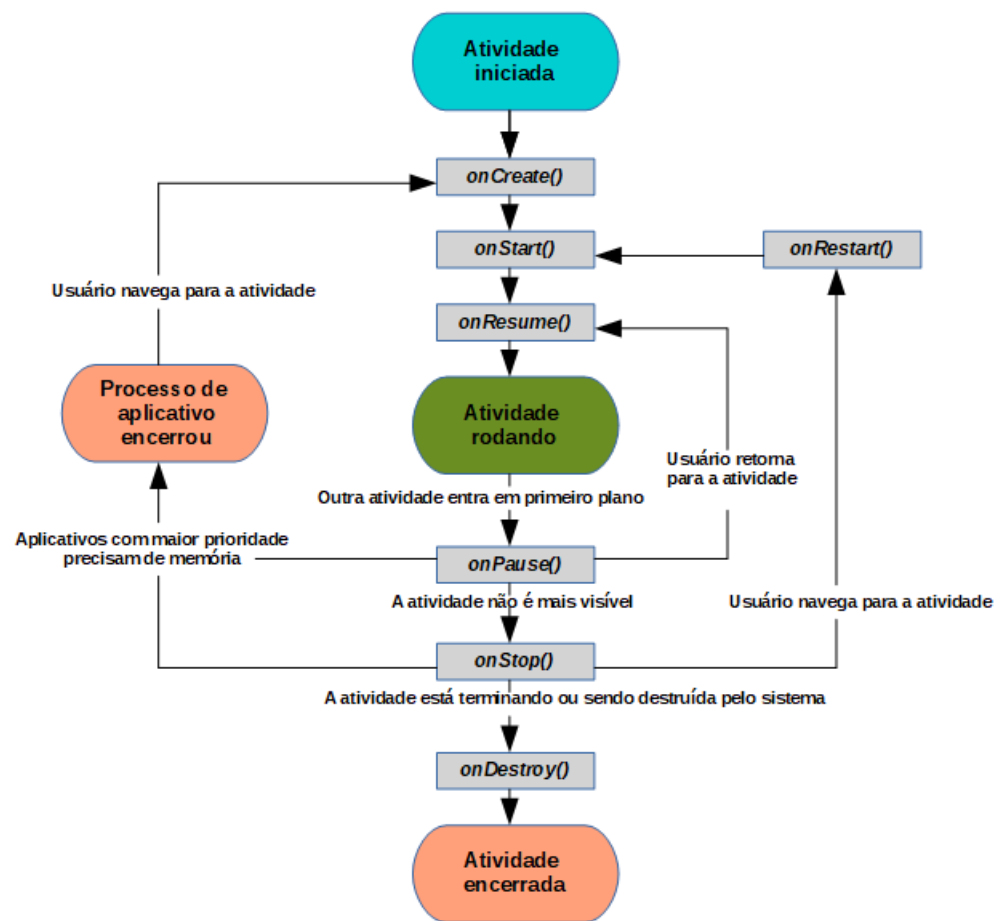 Atividade
iniciada
onCreate()
onStart()
onRestart()
Usuário navega para a atividade
onResume()
Processo de
aplicativo
encerrou
Atividade
rodando
Usuário retorna
para a atividade
Outra atividade entra em primeiro plano
Aplicativos com maior prioridade
precisam de memória
onPause()
A atividade não é mais visível
Usuário navega para a atividade
onStop()
A atividade está terminando ou sendo destruída pelo sistema
onDestroy()
Atividade
encerrada